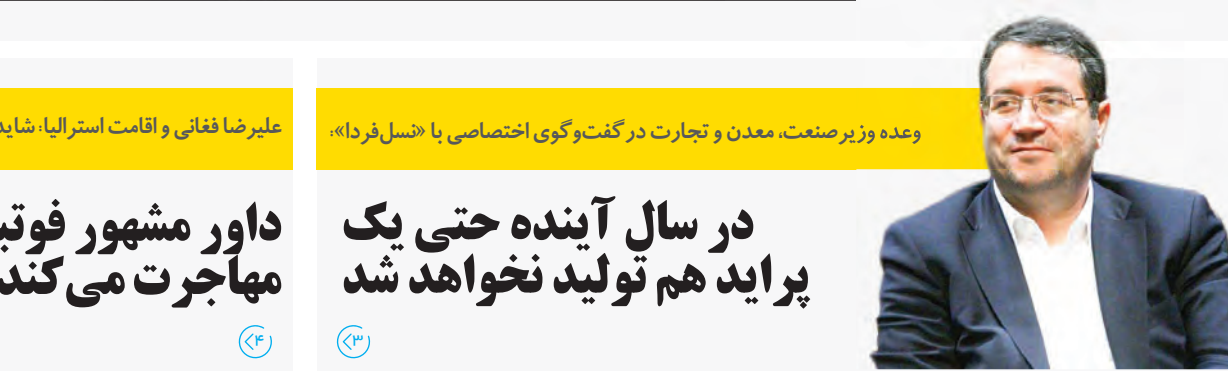 وعده وزیر صنعت، معدن و تجارت در گفت‌وگوی اختصاصی با «نسل‌فردا»:
در سال آینده حتی یک
پراید هم تولید نخواهد شد
۳
علیرضا فغانی و اقامت استرالیا: شاید
داور مشهور
مهاجرت می‌کند
۴